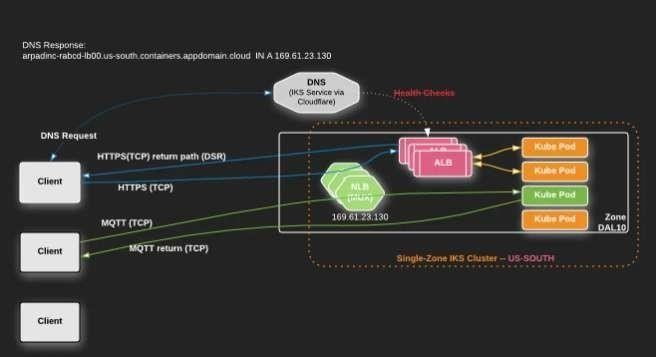 DNS Response:
arpadinc-rabcd-lb00.us-south.containers.appdomain.cloud IN A 169.61.23.130
DNS
(IKS Service via
Cloudflare)
Health Checks
DNS Request
HTTPS(TCP) return path (DSR)
ALB
ALB
Kube Pod
Kube Pod
Client
HTTPS (TCP)
NLB
(MUX)
Kube Pod
169.61.23.130
Kube Pod
Zone
DAL10
MQTT (TCP)
Client
MQTT return (TCP)
Single-Zone IKS Cluster -- US-SOUTH
Client